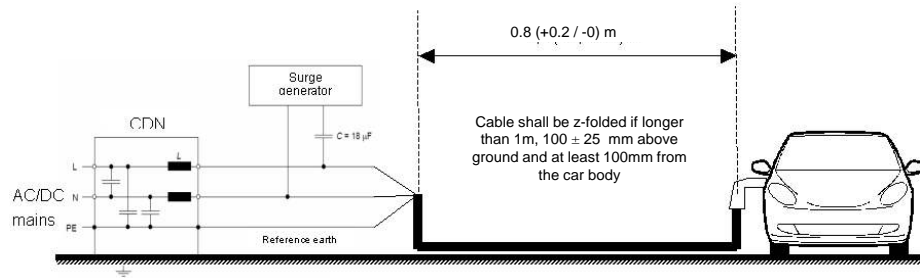 0.8 (+0.2 / -0) m
Surge
generator
CDN
C = 18 μF
Cable shall be z-folded if longer
than 1m, 100 ± 25 mm above
ground and at least 100mm from
the car body
L
L
AC/DC
mains
N
PE
Reference earth